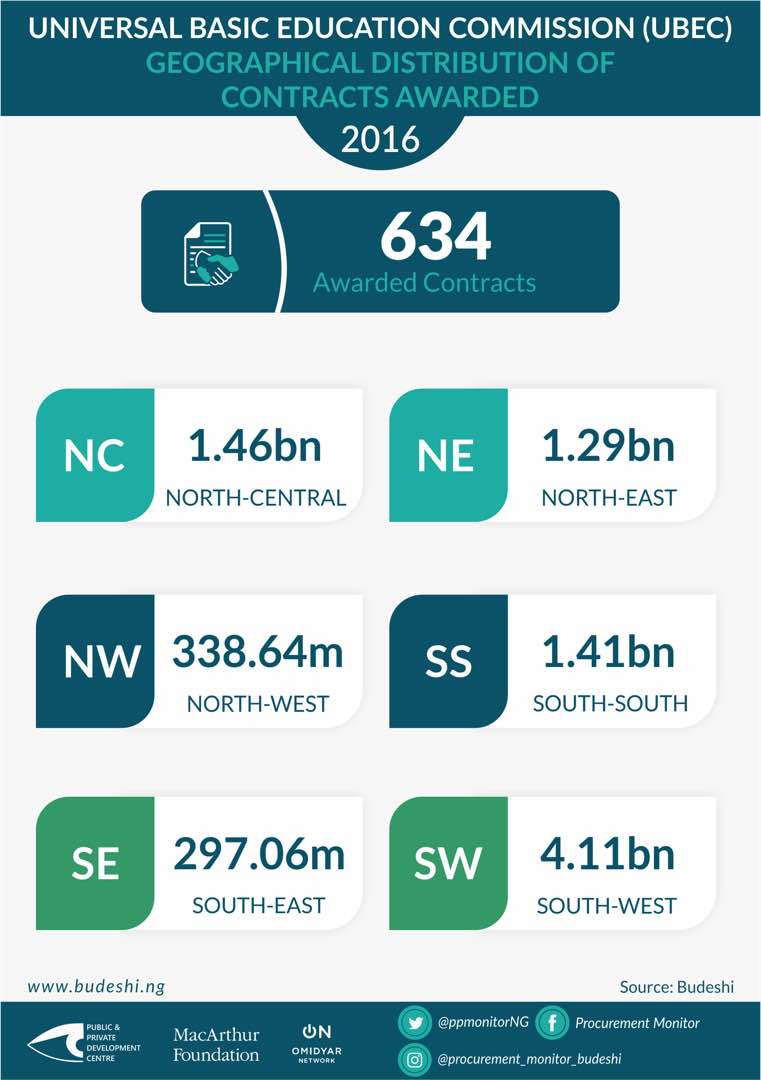 UNIVERSAL BASIC EDUCATION COMMISSION (UBEC)
GEOGRAPHICAL DISTRIBUTION OF
CONTRACTS AWARDED
2016
634
Awarded Contracts
NC
1.46bn
NORTH-CENTRAL
NE
1.29bn
NORTH-EAST
NW
338.64m
NORTH-WEST
SS
1.41bn
SOUTH-SOUTH
SE
297.06m
SOUTH-EAST
SW
4.11bn
SOUTH-WEST
www.budeshi.ng
Source: Budeshi
PUBLIC &
PRIVATE
DEVELOPMENT
CENTRE
MacArthur
Foundation
ON
OMIDYAR
NETWORK
@ppmonitorNG
f
Procurement Monitor
@procurement_monitor_budeshi